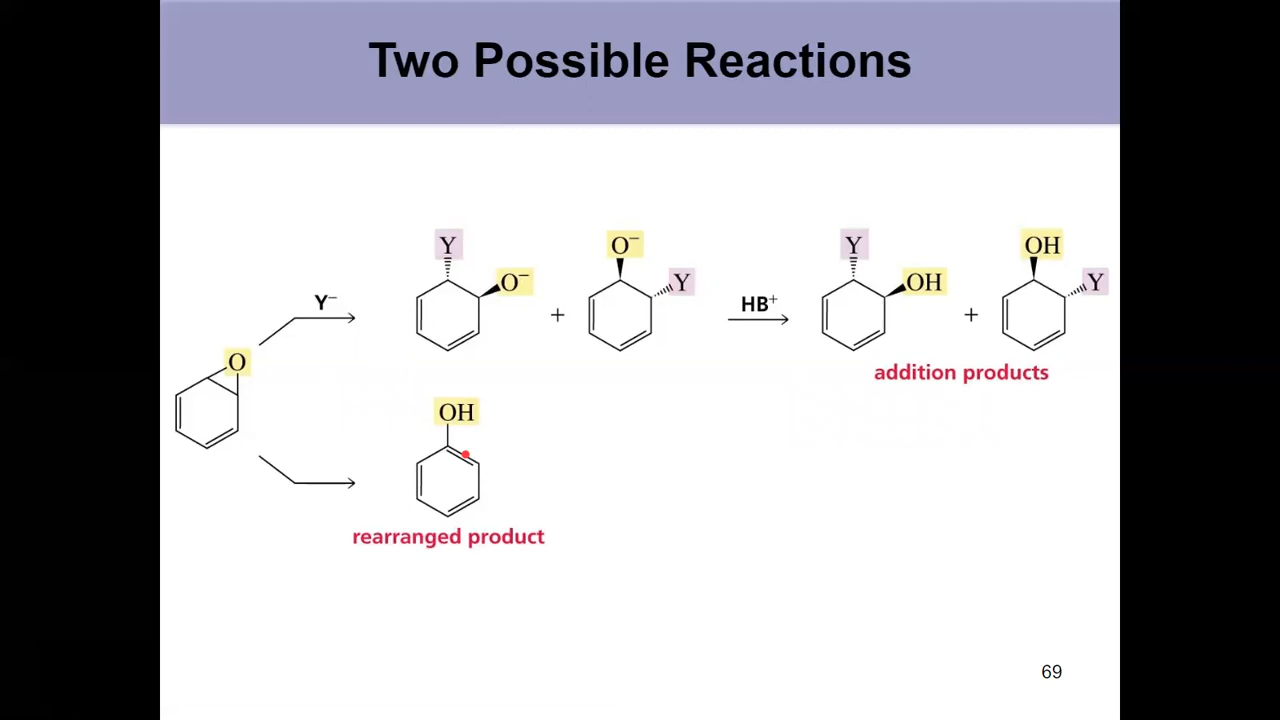 Two Possible Reactions
Y O⁻ Y OH
Y⁻ O⁻ + Y HB⁺ OH + Y
O
addition products
OH
rearranged product
69